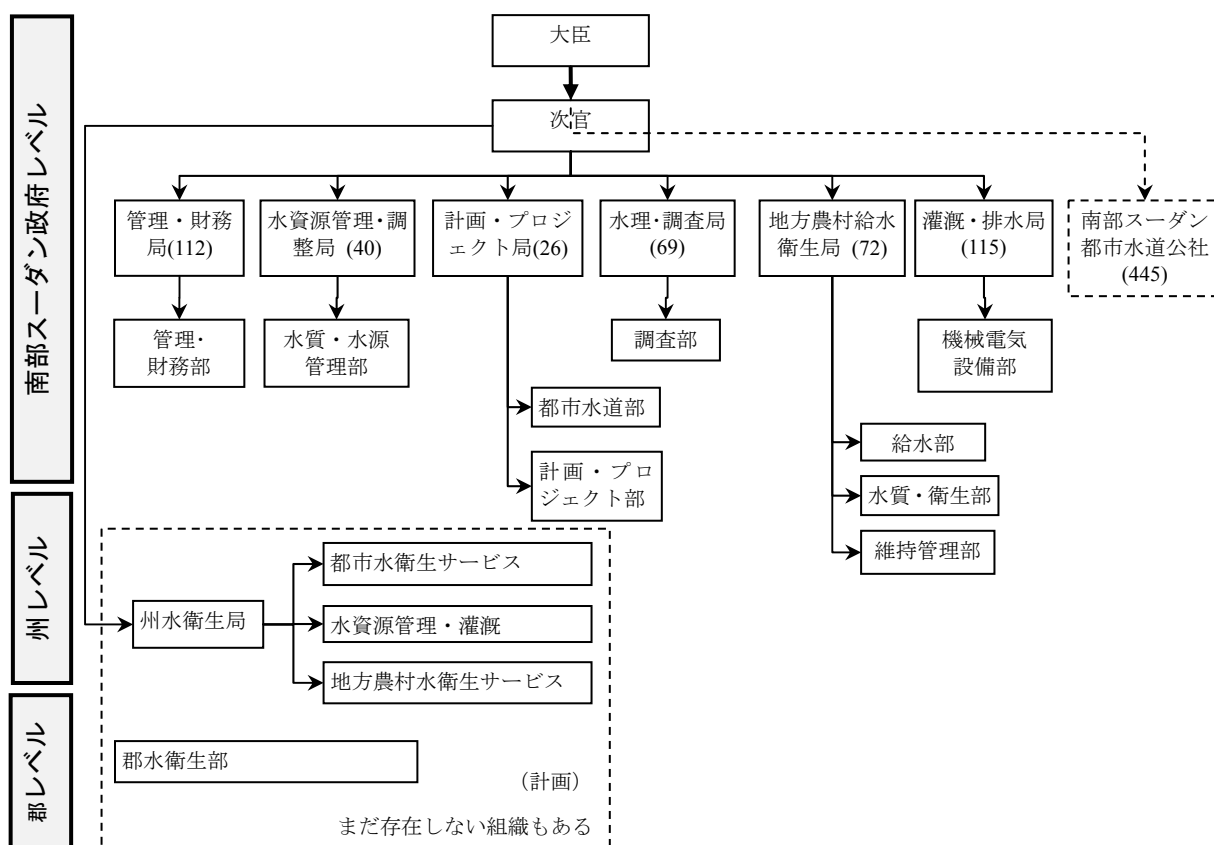 南部スーダン政府レベル
大臣
次官
管理・財務
局(112)
水資源管理・調
整局 (40)
計画・プロジ
ェクト局(26)
水理・調査局
(69)
地方農村給水
衛生局 (72)
灌漑・排水局
(115)
南部スーダン
都市水道公社
(445)
管理・
財務部
水質・水源
管理部
調査部
機械電気
設備部
都市水道部
計画・プロ
ジェクト部
給水部
水質・衛生部
維持管理部
州レベル
州水衛生局
都市水衛生サービス
水資源管理・灌漑
地方農村水衛生サービス
郡レベル
郡水衛生部
(計画)
まだ存在しない組織もある